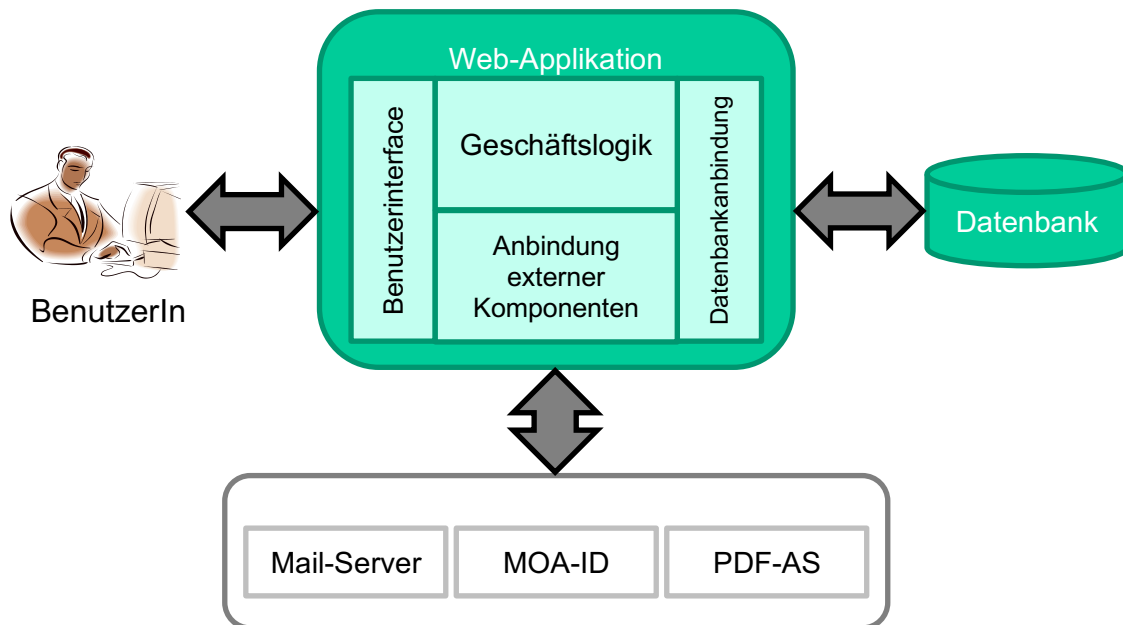 Web-Applikation
Benutzerinterface
Geschäftslogik
Anbindung
externer
Komponenten
Datenbankanbindung
BenutzerIn
Datenbank
Mail-Server
MOA-ID
PDF-AS